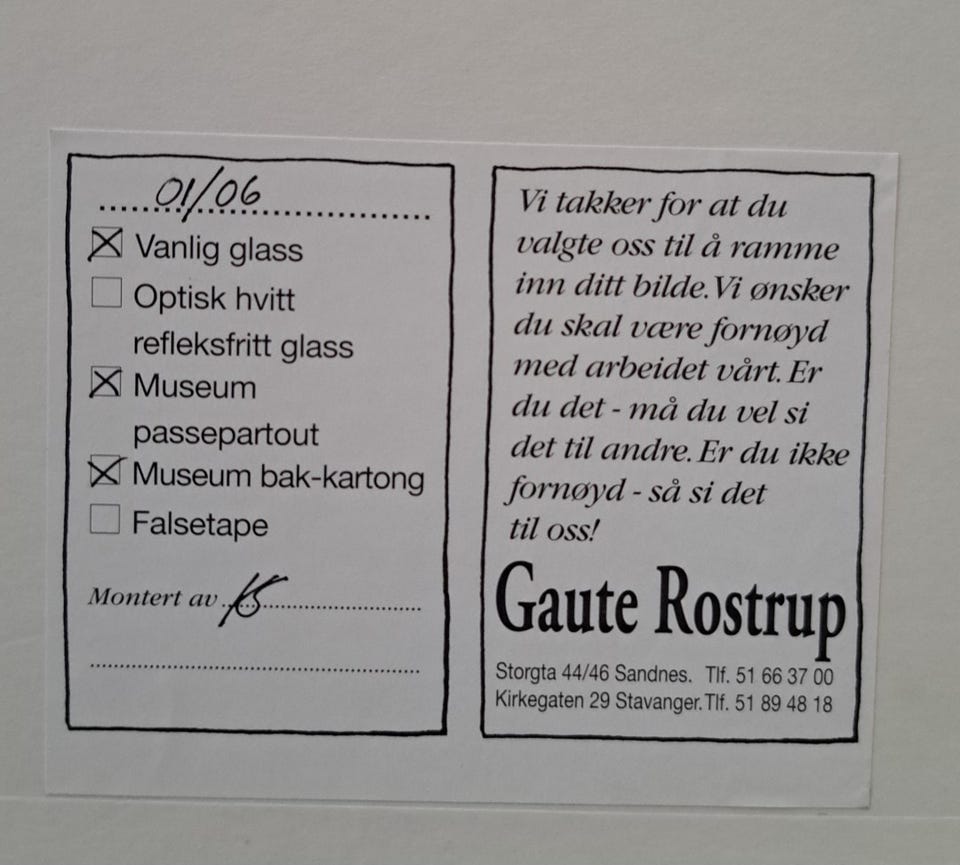 01/06
Vanlig glass
Optisk hvitt
refleksfritt glass
Museum
passepartout
Museum bak-kartong
Falsetape
Montert av
Vi takker for at du
valgte oss til å ramme
inn ditt bilde. Vi ønsker
du skal være fornøyd
med arbeidet vårt. Er
du det - må du vel si
det til andre. Er du ikke
fornøyd - så si det
til oss!
Gaute Rostrup
Storgta 44/46 Sandnes. Tlf. 51 66 37 00
Kirkegaten 29 Stavanger. Tlf. 51 89 48 18